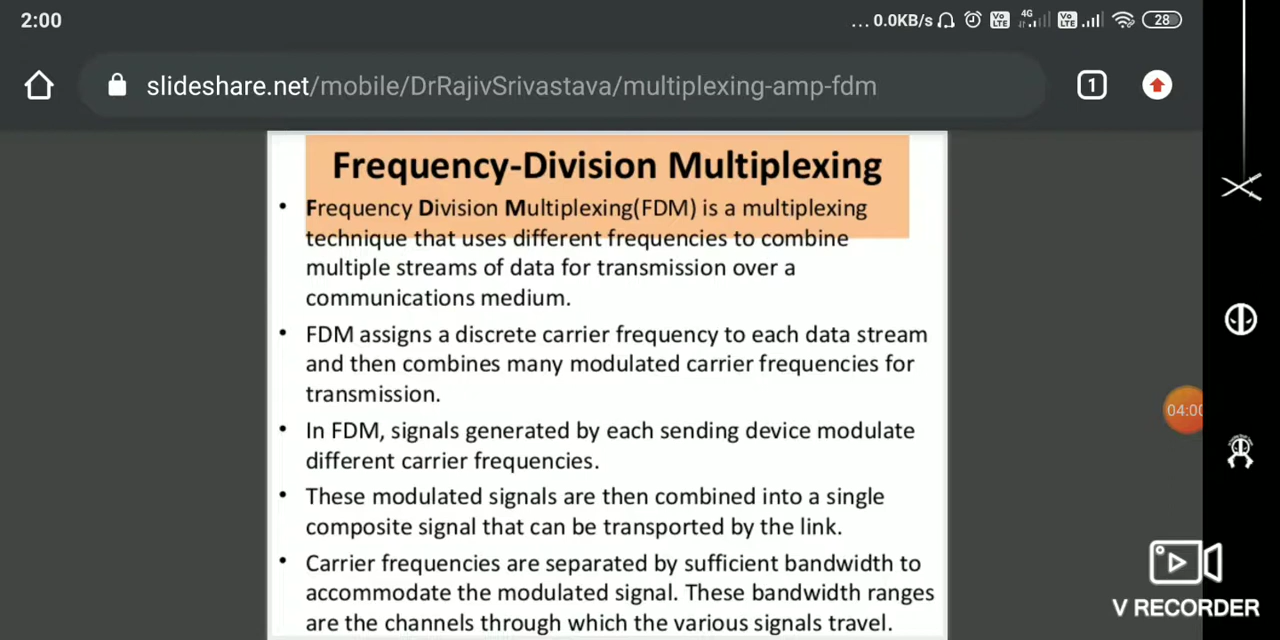 2:00
... 0.0KB/s Vo LTE 4G Vo LTE 28
slideshare.net/mobile/DrRajivSrivastava/multiplexing-amp-fdm 1
Frequency-Division Multiplexing
• Frequency Division Multiplexing(FDM) is a multiplexing
technique that uses different frequencies to combine
multiple streams of data for transmission over a
communications medium.
• FDM assigns a discrete carrier frequency to each data stream
and then combines many modulated carrier frequencies for
transmission.
• In FDM, signals generated by each sending device modulate
different carrier frequencies.
• These modulated signals are then combined into a single
composite signal that can be transported by the link.
• Carrier frequencies are separated by sufficient bandwidth to
accommodate the modulated signal. These bandwidth ranges
are the channels through which the various signals travel.
04:00
V RECORDER